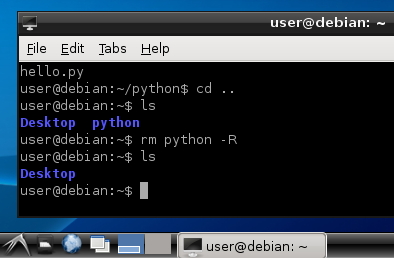 user@debian: ~
File Edit Tabs Help
hello.py
user@debian:~/python$ cd ..
user@debian:~$ ls
Desktop  python
user@debian:~$ rm python -R
user@debian:~$ ls
Desktop
user@debian:~$
user@debian: ~